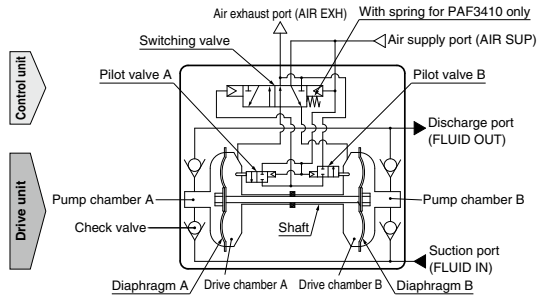 Air exhaust port (AIR EXH)
With spring for PAF3410 only
Switching valve
Air supply port (AIR SUP)
Pilot valve A
Pilot valve B
Control unit
Discharge port
(FLUID OUT)
Drive unit
Pump chamber A
Pump chamber B
Check valve
Shaft
Suction port
(FLUID IN)
Diaphragm A
Drive chamber A
Drive chamber B
Diaphragm B